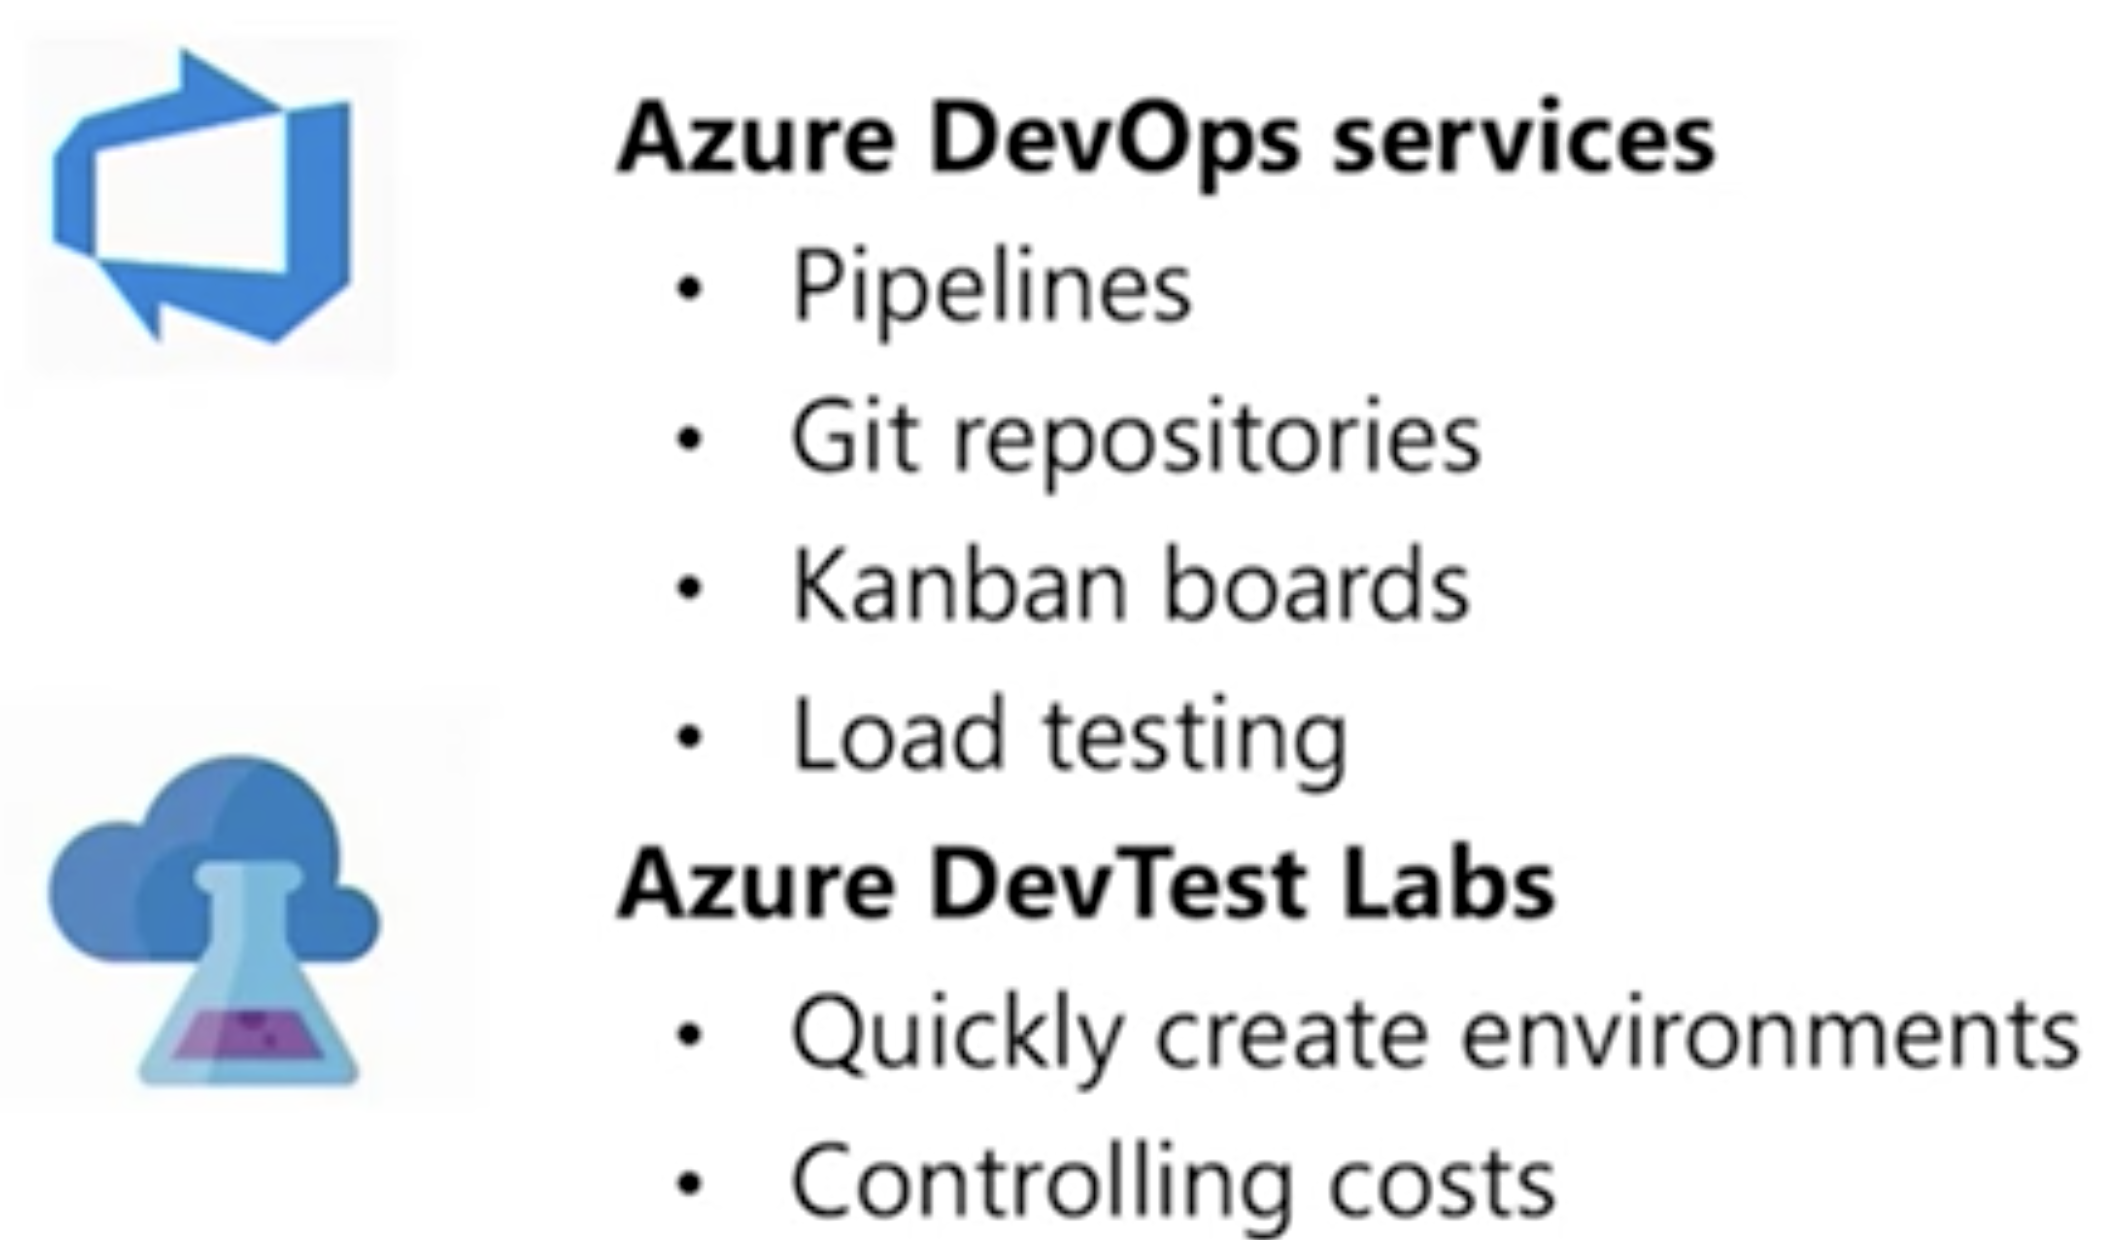 Azure DevOps services
• Pipelines
• Git repositories
• Kanban boards
• Load testing
Azure DevTest Labs
• Quickly create environments
• Controlling costs